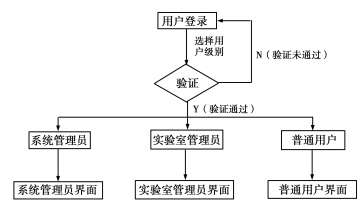 用户登录
选择用
户级别
N（验证未通过）
验证
Y（验证通过）
系统管理员
实验室管理员
普通用户
系统管理员界面
实验室管理员界面
普通用户界面